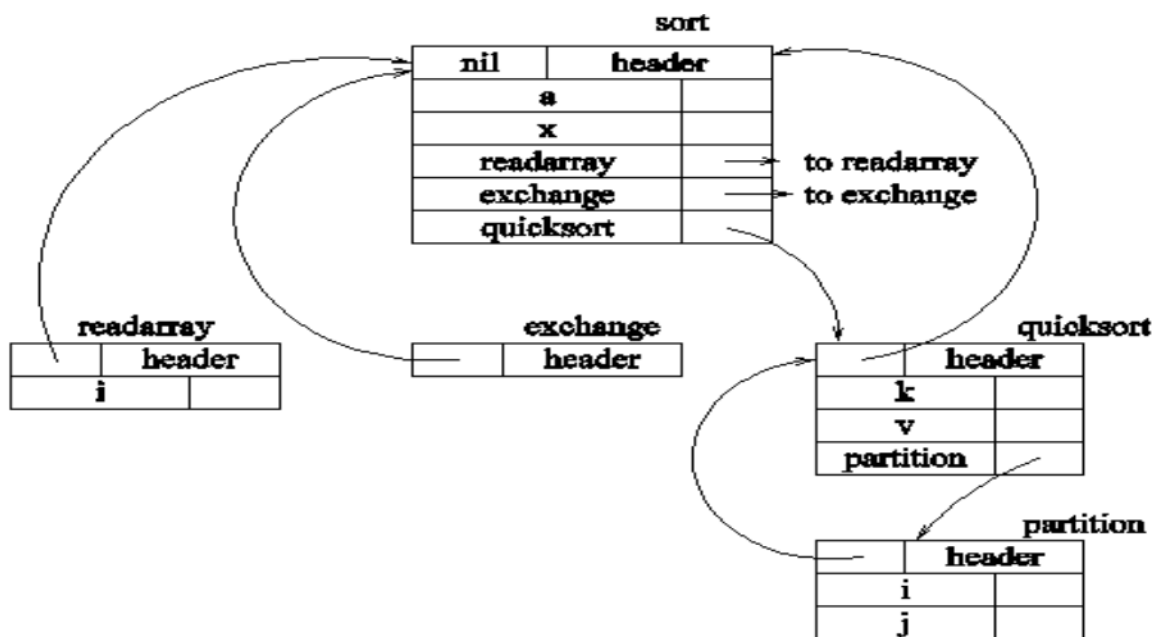 sort
nil header
a
x
readarray to readarray
exchange to exchange
quicksort
readarray exchange quicksort
header header header
i k
v
partition
partition
header
i
j